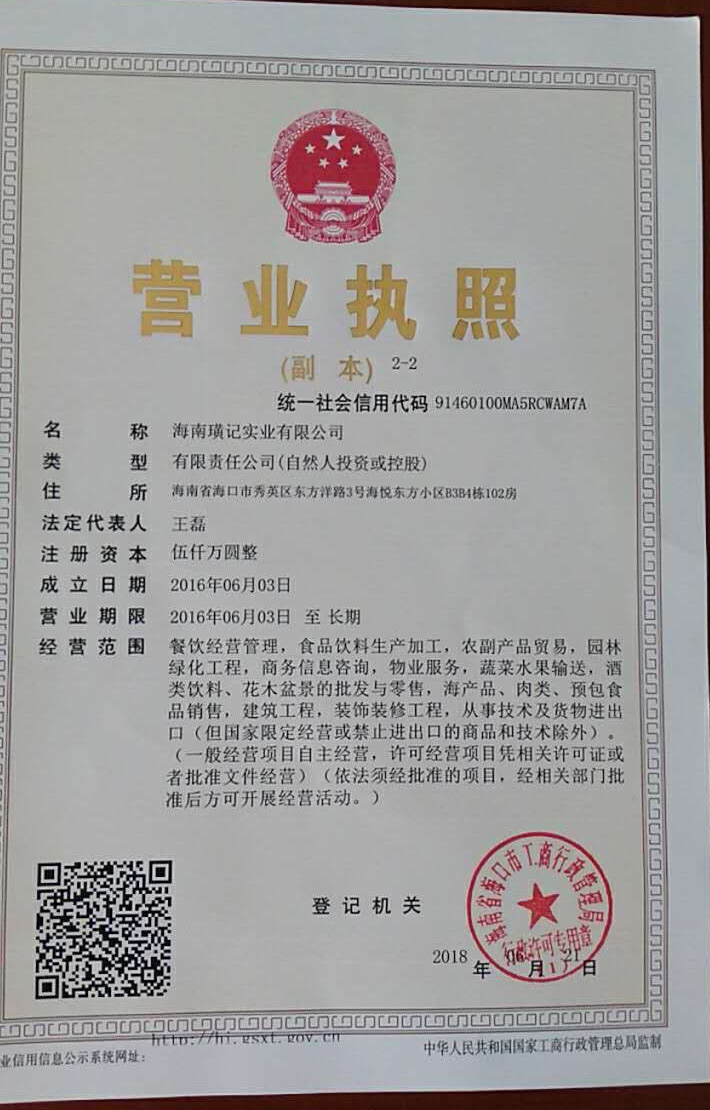 营业执照
(副 本) 2-2
统一社会信用代码 91460100MA5RCWAM7A
名 称 海南璜记实业有限公司
类 型 有限责任公司(自然人投资或控股)
住 所 海南省海口市秀英区东方洋路3号海悦东方小区B3B4栋102房
法定代表人 王磊
注册资本 伍仟万圆整
成立日期 2016年06月03日
营业期限 2016年06月03日 至 长期
经营范围 餐饮经营管理，食品饮料生产加工，农副产品贸易，园林
绿化工程，商务信息咨询，物业服务，蔬菜水果输送，酒
类饮料、花木盆景的批发与零售，海产品、肉类、预包食
品销售，建筑工程，装饰装修工程，从事技术及货物进出
口（但国家限定经营或禁止进出口的商品和技术除外）。
（一般经营项目自主经营，许可经营项目凭相关许可证或
者批准文件经营）（依法须经批准的项目，经相关部门批
准后方可开展经营活动。）
登记机关
海南省海口市工商行政管理局
行政许可专用章
(1)
2018 年 06 月 21 日
http://hi.gsxt.gov.cn
业信用信息公示系统网址：
中华人民共和国国家工商行政管理总局监制